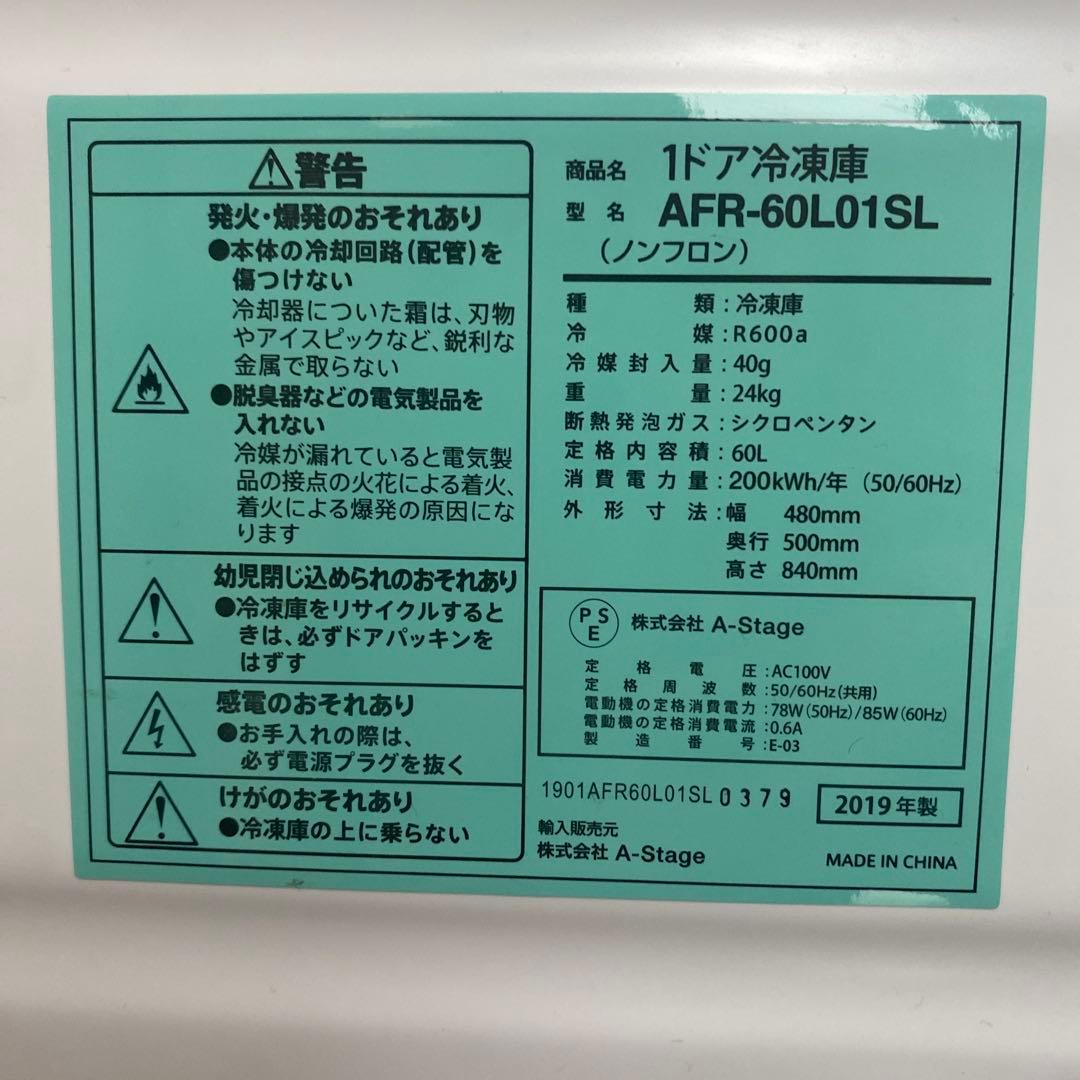 警告
発火・爆発のおそれあり
●本体の冷却回路(配管)を
傷つけない
冷却器についた霜は、刃物
やアイスピックなど、鋭利な
金属で取らない
●脱臭器などの電気製品を
入れない
冷媒が漏れていると電気製
品の接点の火花による着火、
着火による爆発の原因にな
ります
幼児閉じ込められのおそれあり
●冷凍庫をリサイクルすると
きは、必ずドアパッキンを
はずす
感電のおそれあり
●お手入れの際は、
必ず電源プラグを抜く
けがのおそれあり
●冷凍庫の上に乗らない
商品名 1ドア冷凍庫
型名 AFR-60L01SL
(ノンフロン)
種類:冷凍庫
冷媒:R600a
冷媒封入量:40g
重量:24kg
断熱発泡ガス:シクロペンタン
定格内容積:60L
消費電力量:200kWh/年 (50/60Hz)
外形寸法:幅 480mm
奥行 500mm
高さ 840mm
PSE 株式会社 A-Stage
定格電圧:AC100V
定格周波数:50/60Hz(共用)
電動機の定格消費電力:78W(50Hz)/85W(60Hz)
電動機の定格消費電流:0.6A
製造番号:E-03
1901AFR60L01SL0379
2019年製
輸入販売元
株式会社 A-Stage
MADE IN CHINA